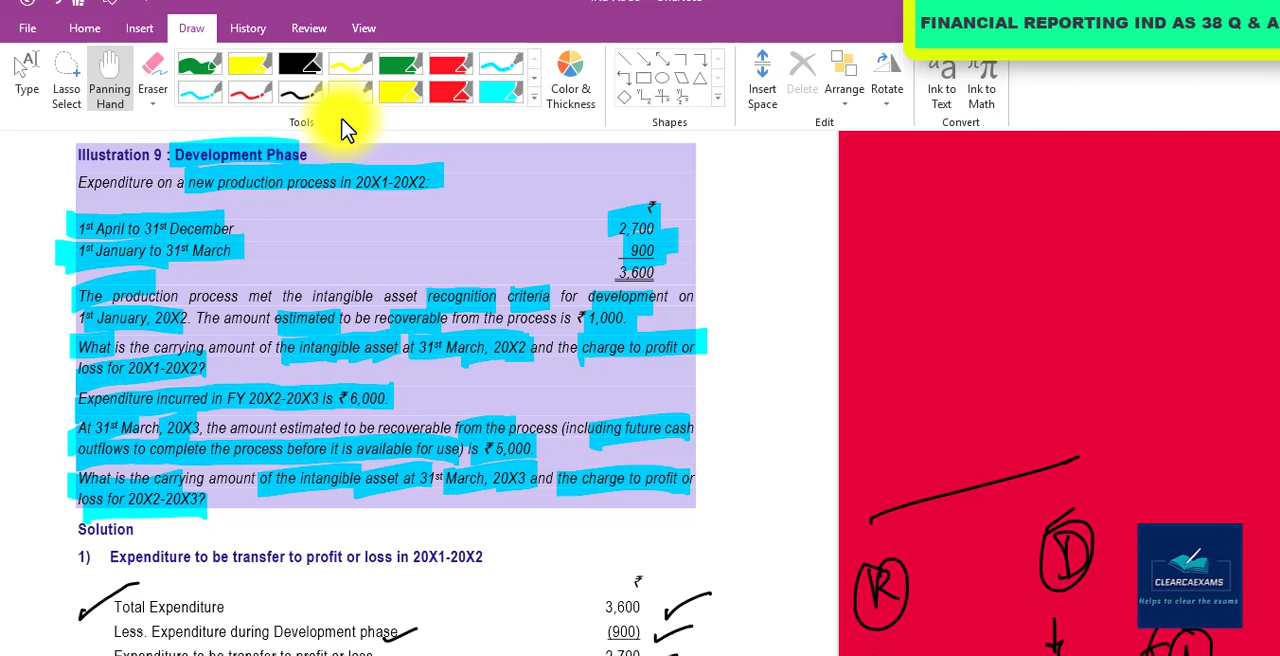 FINANCIAL REPORTING IND AS 38 Q & A
File Home Insert Draw History Review View
Type
Lasso Select
Panning Hand
Eraser
Color & Thickness
Insert Space
Delete
Arrange
Rotate
Ink to Text
Ink to Math
Tools
Shapes
Edit
Convert
Illustration 9 : Development Phase
Expenditure on a new production process in 20X1-20X2:
₹
1st April to 31st December 2,700
1st January to 31st March 900
3,600
The production process met the intangible asset recognition criteria for development on
1st January, 20X2. The amount estimated to be recoverable from the process is ₹ 1,000.
What is the carrying amount of the intangible asset at 31st March, 20X2 and the charge to profit or
loss for 20X1-20X2?
Expenditure incurred in FY 20X2-20X3 is ₹ 6,000.
At 31st March, 20X3, the amount estimated to be recoverable from the process (including future cash
outflows to complete the process before it is available for use) is ₹ 5,000.
What is the carrying amount of the intangible asset at 31st March, 20X3 and the charge to profit or
loss for 20X2-20X3?
Solution
1) Expenditure to be transfer to profit or loss in 20X1-20X2
₹
Total Expenditure 3,600
Less. Expenditure during Development phase (900)
Expenditure to be transfer to profit or loss 2,700
R
D
CLEARCAEXAMS
Helps to clear the exams